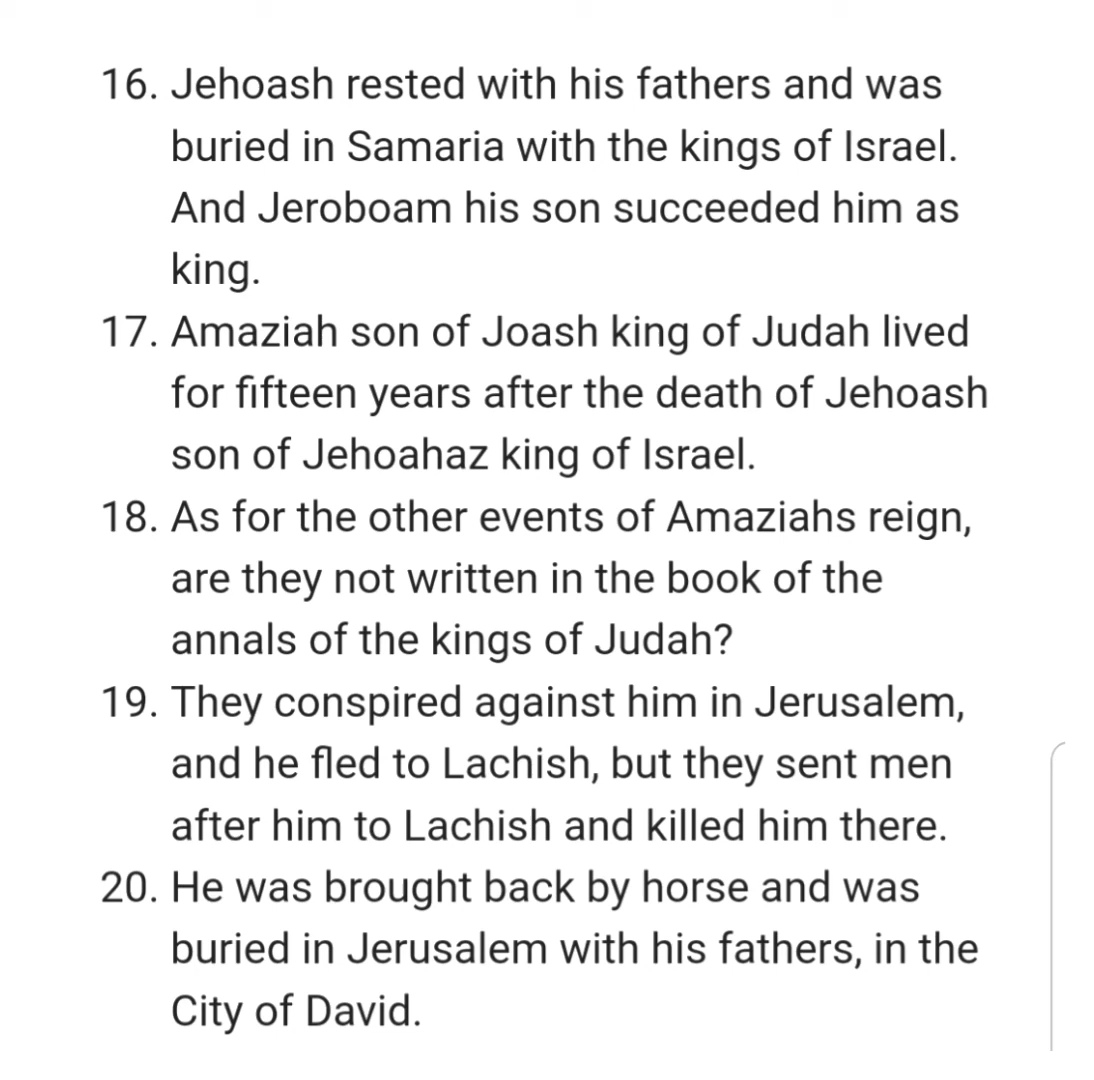 16. Jehoash rested with his fathers and was
buried in Samaria with the kings of Israel.
And Jeroboam his son succeeded him as
king.
17. Amaziah son of Joash king of Judah lived
for fifteen years after the death of Jehoash
son of Jehoahaz king of Israel.
18. As for the other events of Amaziahs reign,
are they not written in the book of the
annals of the kings of Judah?
19. They conspired against him in Jerusalem,
and he fled to Lachish, but they sent men
after him to Lachish and killed him there.
20. He was brought back by horse and was
buried in Jerusalem with his fathers, in the
City of David.